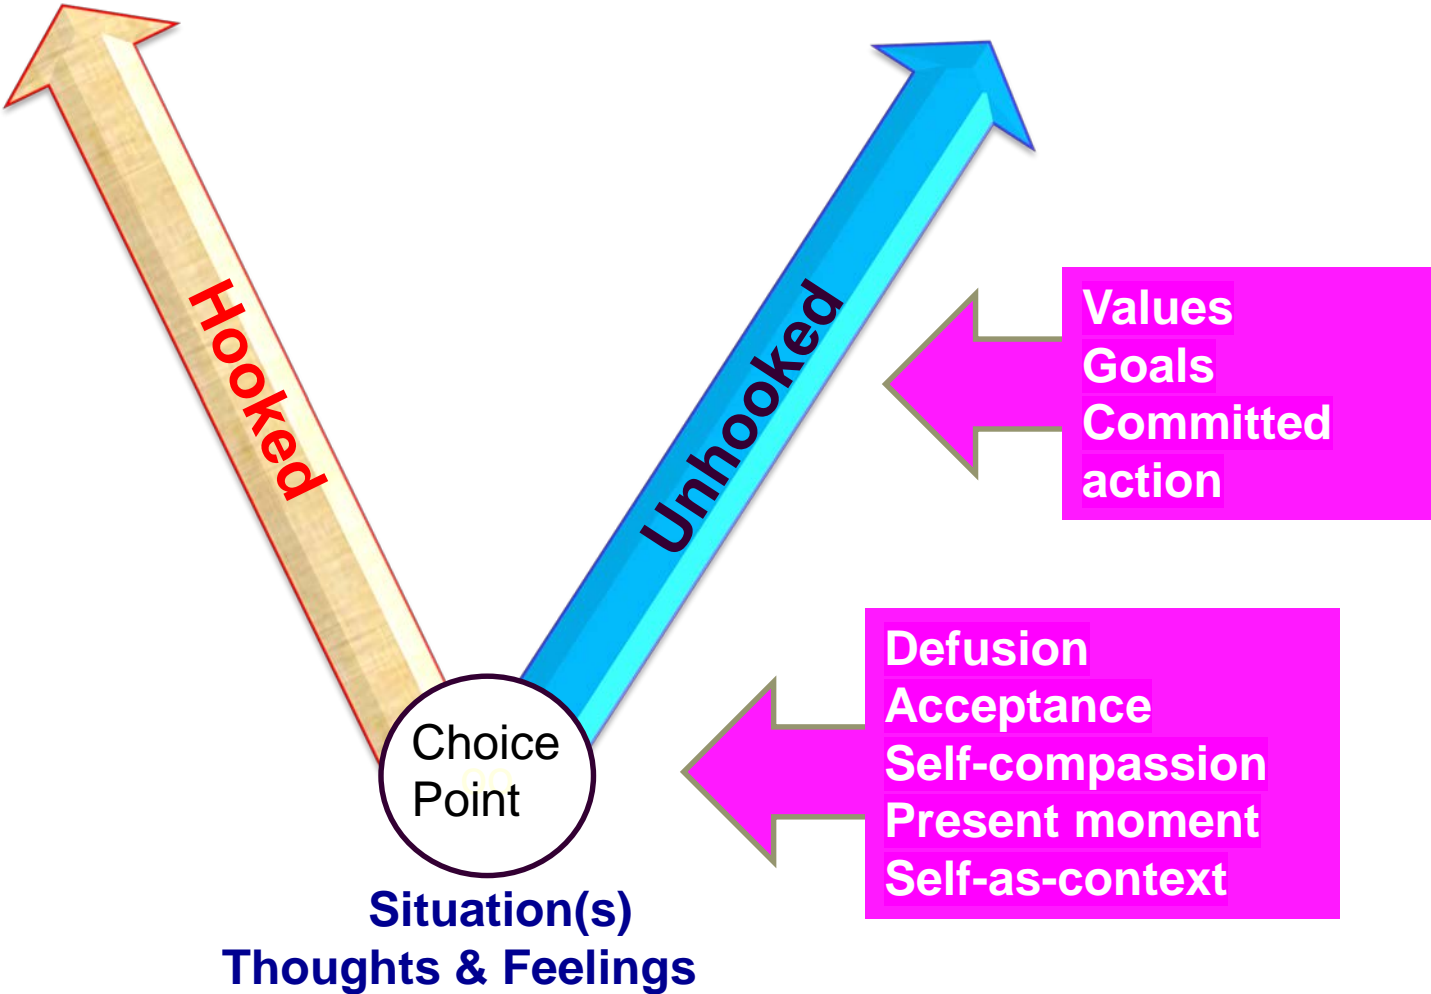 Hooked
Unhooked
Values
Goals
Committed
action
Defusion
Acceptance
Self-compassion
Present moment
Self-as-context
Choice
Point
Situation(s)
Thoughts & Feelings